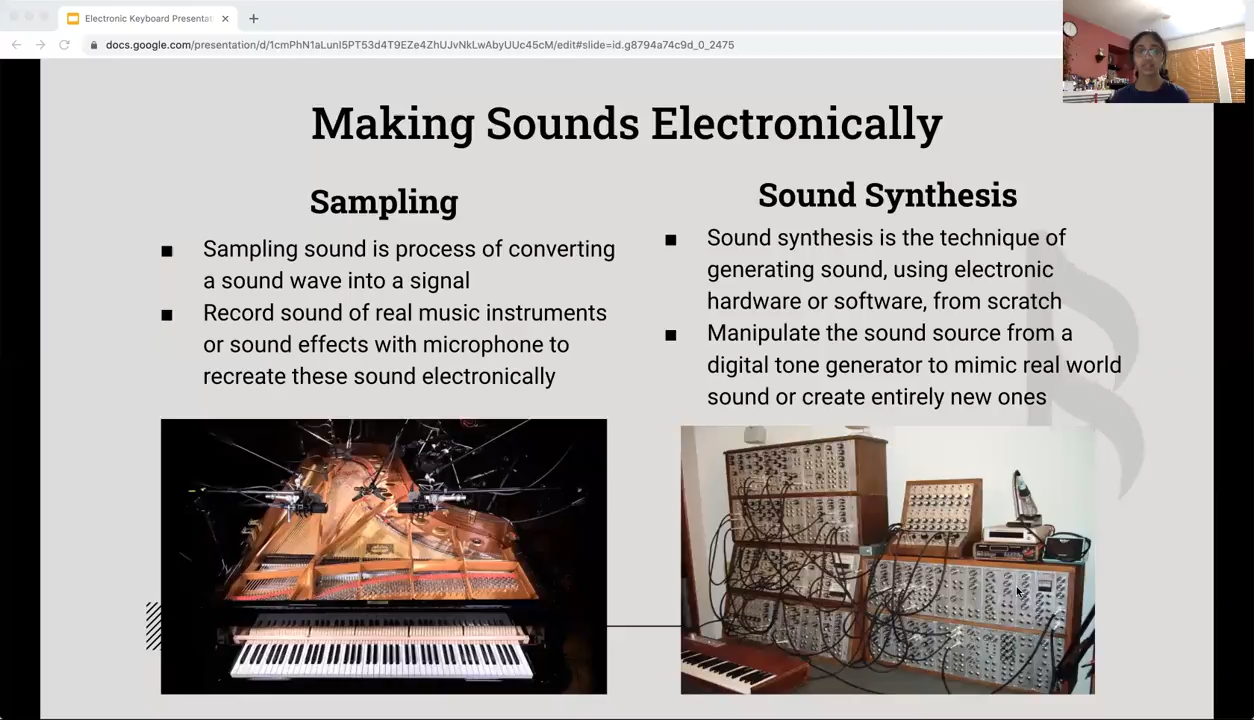 Electronic Keyboard Presentat
docs.google.com/presentation/d/1cmPhN1aLunI5PT53d4T9EZe4ZhUJvNkLwAbyUUc45cM/edit#slide=id.g8794a74c9d_0_2475
Making Sounds Electronically
Sampling
■ Sampling sound is process of converting
a sound wave into a signal
■ Record sound of real music instruments
or sound effects with microphone to
recreate these sound electronically
Sound Synthesis
■ Sound synthesis is the technique of
generating sound, using electronic
hardware or software, from scratch
■ Manipulate the sound source from a
digital tone generator to mimic real world
sound or create entirely new ones